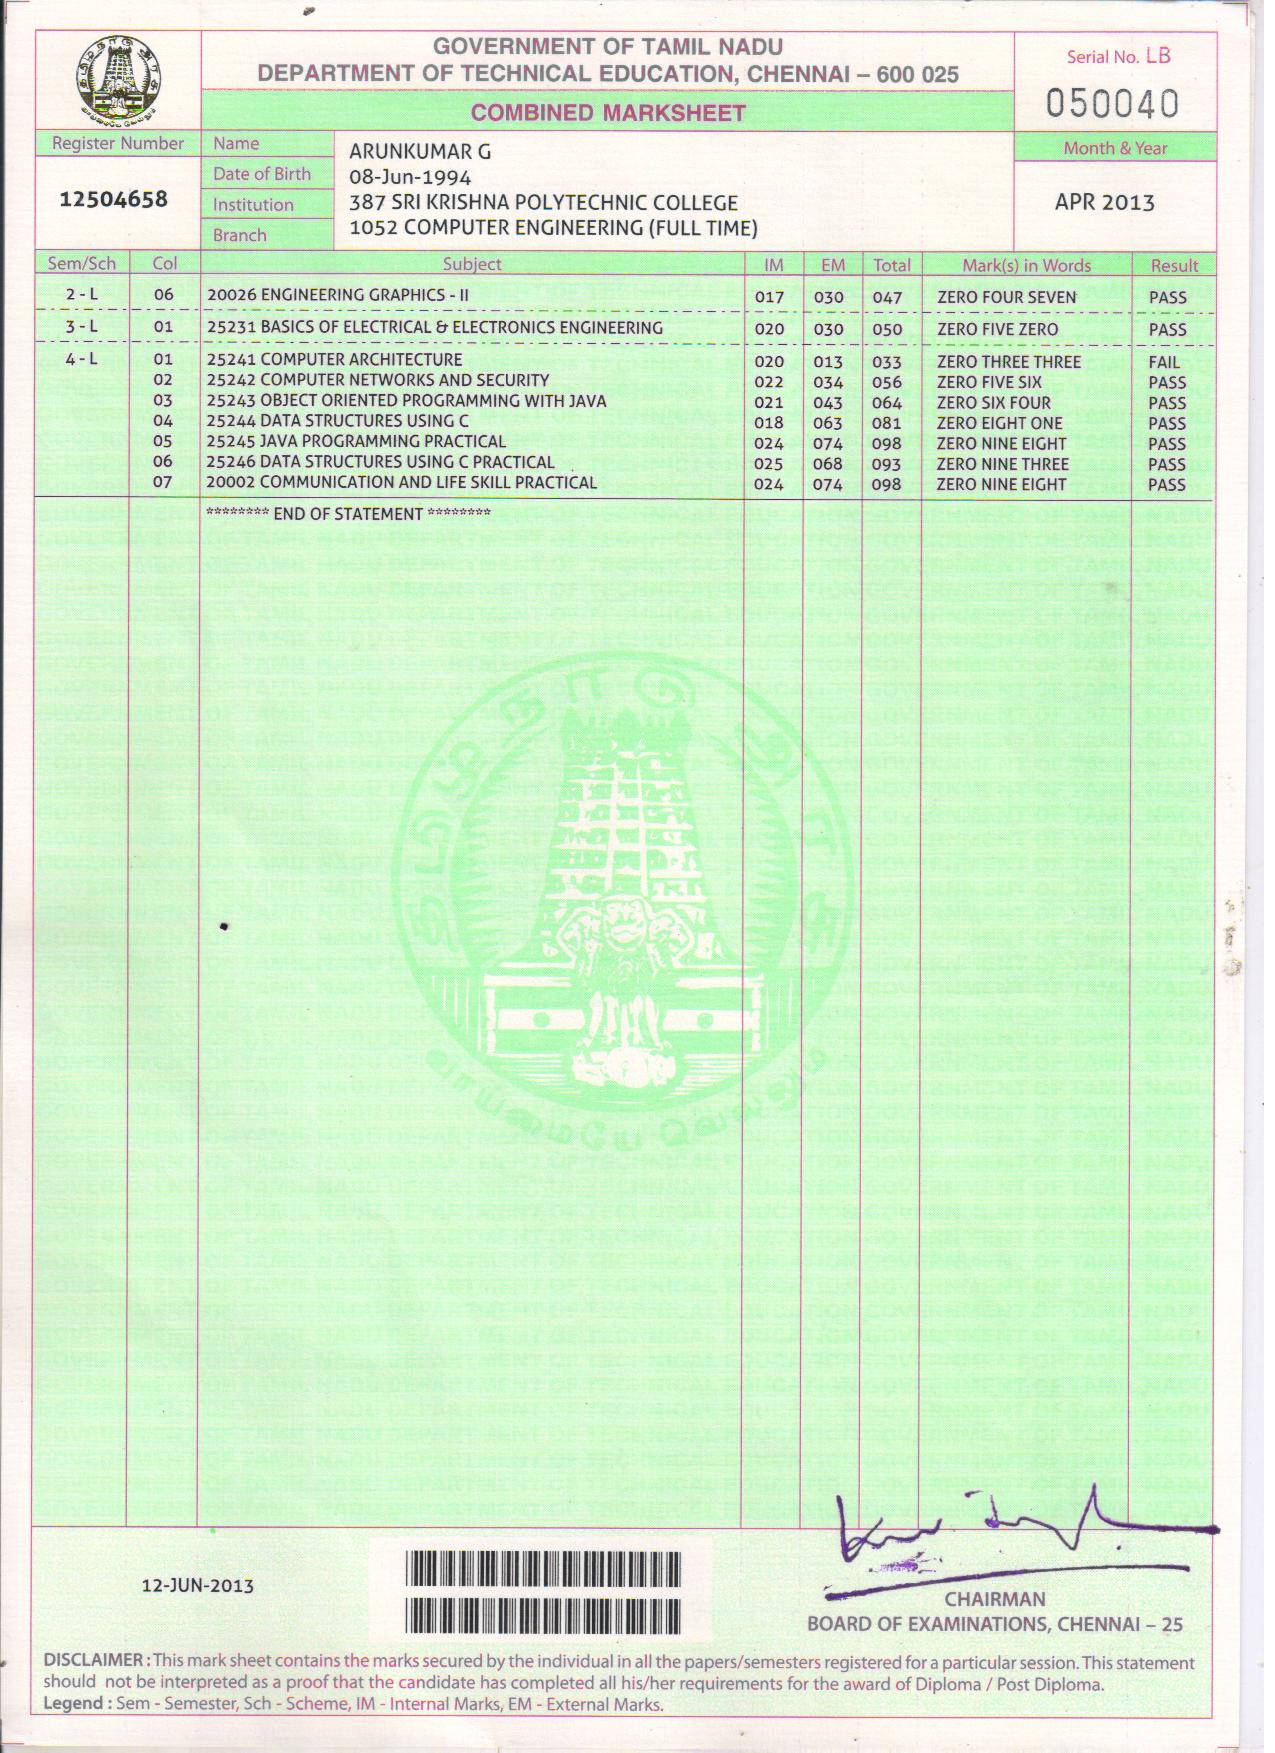 GOVERNMENT OF TAMIL NADU
DEPARTMENT OF TECHNICAL EDUCATION, CHENNAI – 600 025
COMBINED MARKSHEET
Serial No. LB
050040
Register Number
12504658
Name ARUNKUMAR G
Date of Birth 08-Jun-1994
Institution 387 SRI KRISHNA POLYTECHNIC COLLEGE
Branch 1052 COMPUTER ENGINEERING (FULL TIME)
Month & Year
APR 2013
Sem/Sch Col Subject IM EM Total Mark(s) in Words Result
2 - L 06 20026 ENGINEERING GRAPHICS - II 017 030 047 ZERO FOUR SEVEN PASS
3 - L 01 25231 BASICS OF ELECTRICAL & ELECTRONICS ENGINEERING 020 030 050 ZERO FIVE ZERO PASS
4 - L 01 25241 COMPUTER ARCHITECTURE 020 013 033 ZERO THREE THREE FAIL
02 25242 COMPUTER NETWORKS AND SECURITY 022 034 056 ZERO FIVE SIX PASS
03 25243 OBJECT ORIENTED PROGRAMMING WITH JAVA 021 043 064 ZERO SIX FOUR PASS
04 25244 DATA STRUCTURES USING C 018 063 081 ZERO EIGHT ONE PASS
05 25245 JAVA PROGRAMMING PRACTICAL 024 074 098 ZERO NINE EIGHT PASS
06 25246 DATA STRUCTURES USING C PRACTICAL 025 068 093 ZERO NINE THREE PASS
07 20002 COMMUNICATION AND LIFE SKILL PRACTICAL 024 074 098 ZERO NINE EIGHT PASS
******** END OF STATEMENT ********
தமிழ்நாடு அரசு
வாய்மையே வெல்லும்
12-JUN-2013
CHAIRMAN
BOARD OF EXAMINATIONS, CHENNAI – 25
DISCLAIMER : This mark sheet contains the marks secured by the individual in all the papers/semesters registered for a particular session. This statement
should not be interpreted as a proof that the candidate has completed all his/her requirements for the award of Diploma / Post Diploma.
Legend : Sem - Semester, Sch - Scheme, IM - Internal Marks, EM - External Marks.